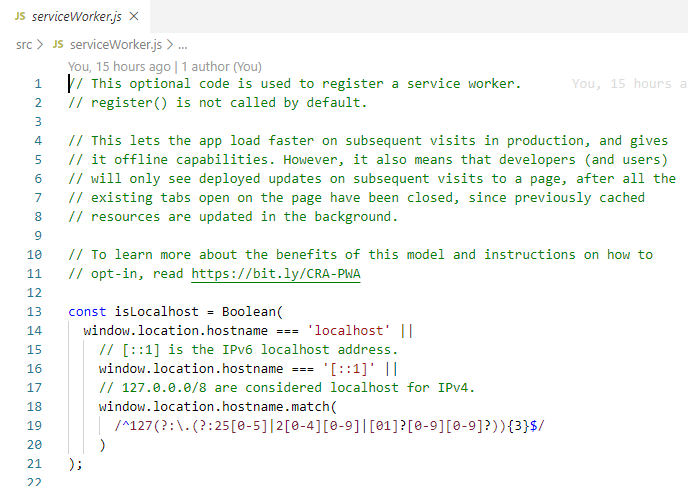 JS serviceWorker.js ×
src > JS serviceWorker.js > ...
You, 15 hours ago | 1 author (You)
1 // This optional code is used to register a service worker. You, 15 hours a
2 // register() is not called by default.
3
4 // This lets the app load faster on subsequent visits in production, and gives
5 // it offline capabilities. However, it also means that developers (and users)
6 // will only see deployed updates on subsequent visits to a page, after all the
7 // existing tabs open on the page have been closed, since previously cached
8 // resources are updated in the background.
9
10 // To learn more about the benefits of this model and instructions on how to
11 // opt-in, read https://bit.ly/CRA-PWA
12
13 const isLocalhost = Boolean(
14   window.location.hostname === 'localhost' ||
15     // [::1] is the IPv6 localhost address.
16     window.location.hostname === '[::1]' ||
17     // 127.0.0.0/8 are considered localhost for IPv4.
18     window.location.hostname.match(
19       /^127(?:\.(?:25[0-5]|2[0-4][0-9]|[01]?[0-9][0-9]?)){3}$/
20     )
21 );
22